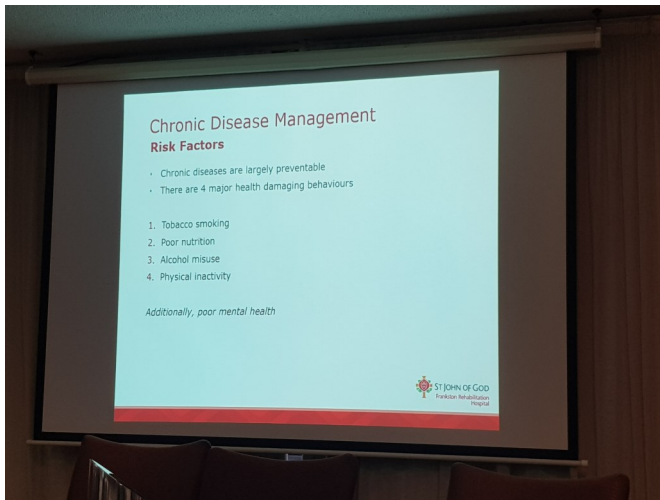 Chronic Disease Management
Risk Factors
· Chronic diseases are largely preventable
· There are 4 major health damaging behaviours
1. Tobacco smoking
2. Poor nutrition
3. Alcohol misuse
4. Physical inactivity
Additionally, poor mental health
ST JOHN OF GOD
Frankston Rehabilitation
Hospital